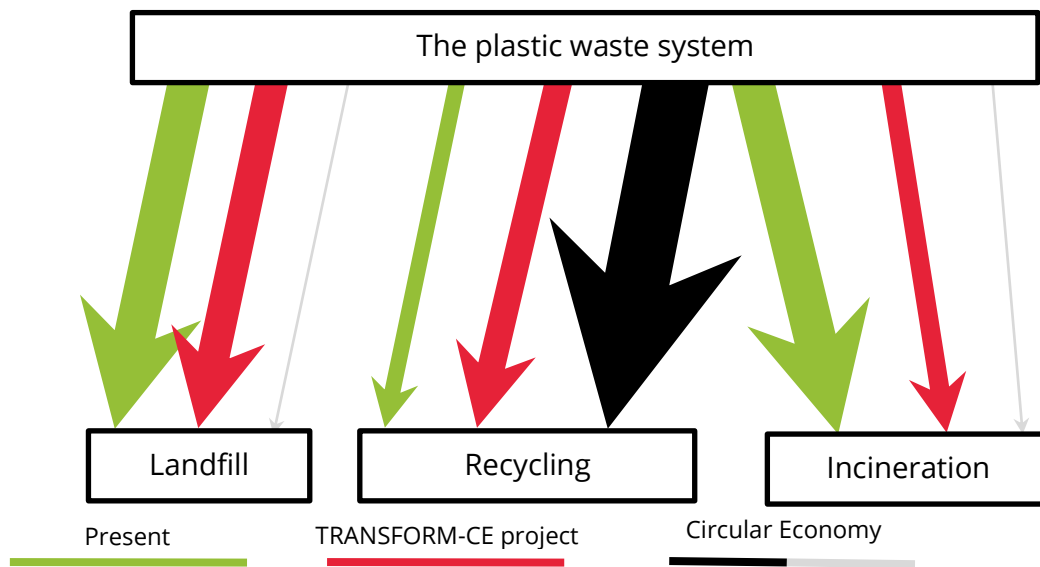 The plastic waste system
Landfill
Recycling
Incineration
Present
TRANSFORM-CE project
Circular Economy